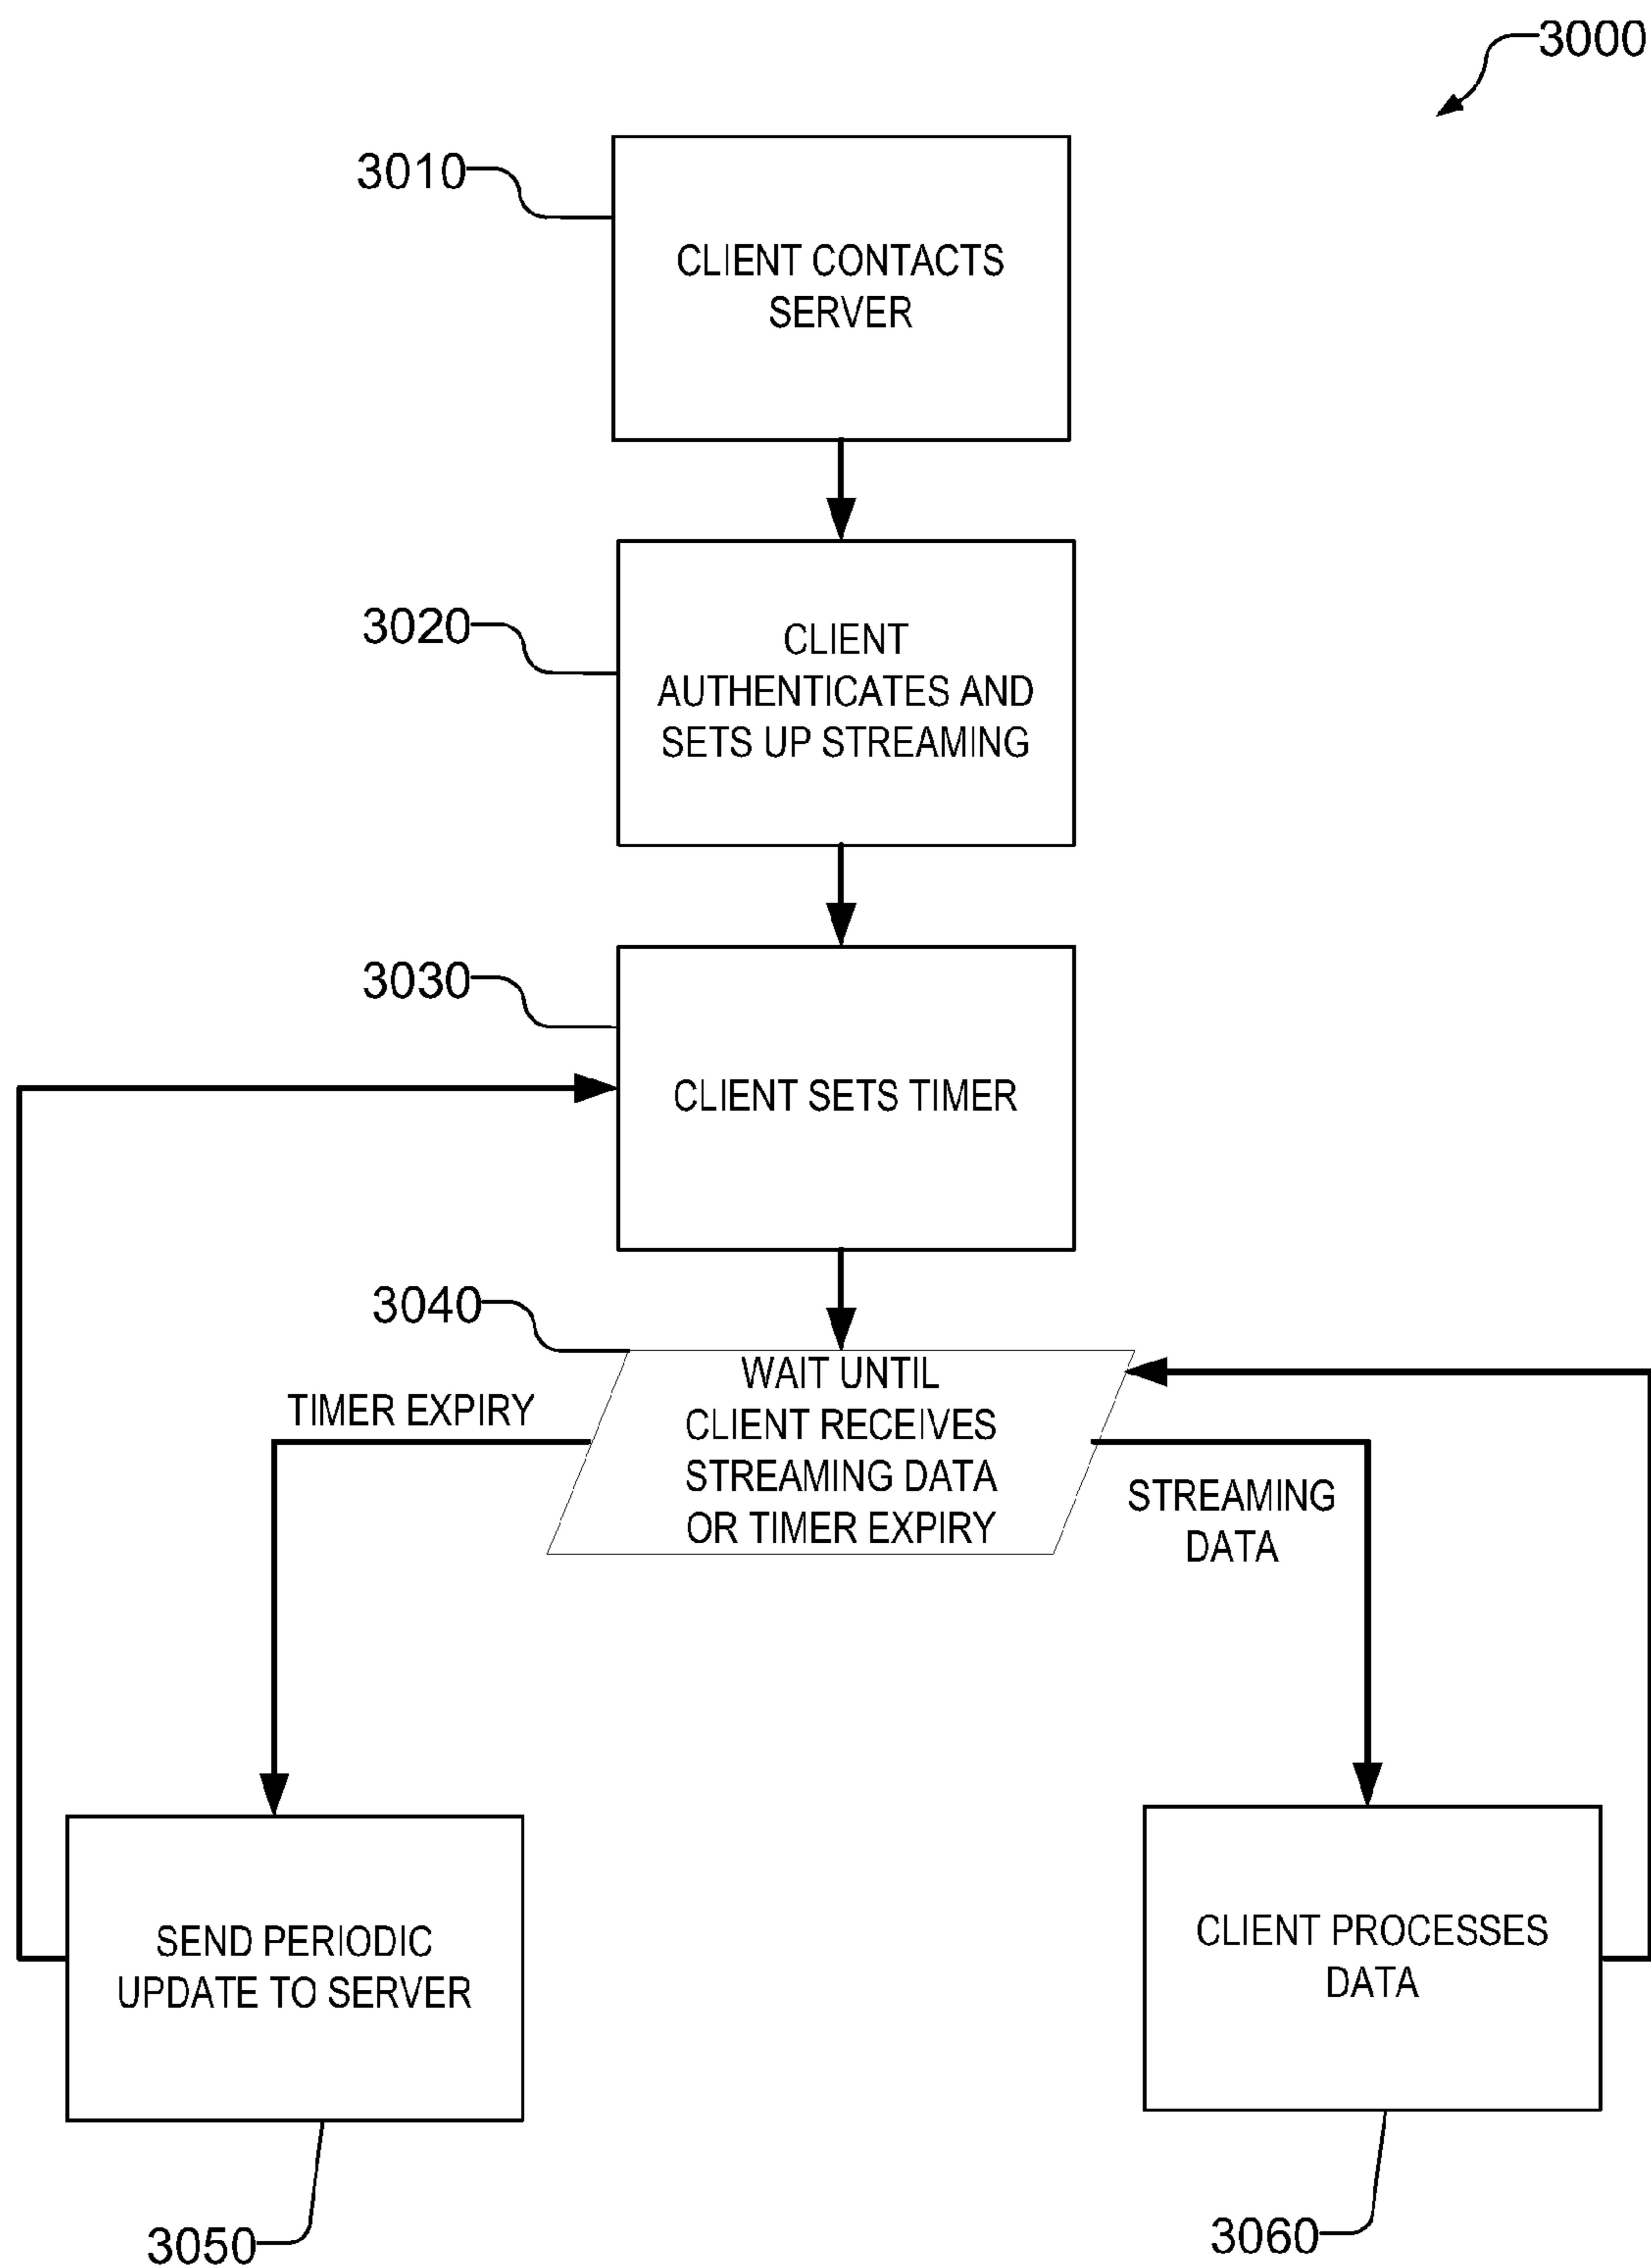 3000
3010
CLIENT CONTACTS
SERVER
3020
CLIENT
AUTHENTICATES AND
SETS UP STREAMING
3030
CLIENT SETS TIMER
3040
WAIT UNTIL
CLIENT RECEIVES
STREAMING DATA
OR TIMER EXPIRY
TIMER EXPIRY
STREAMING
DATA
SEND PERIODIC
UPDATE TO SERVER
CLIENT PROCESSES
DATA
3050
3060